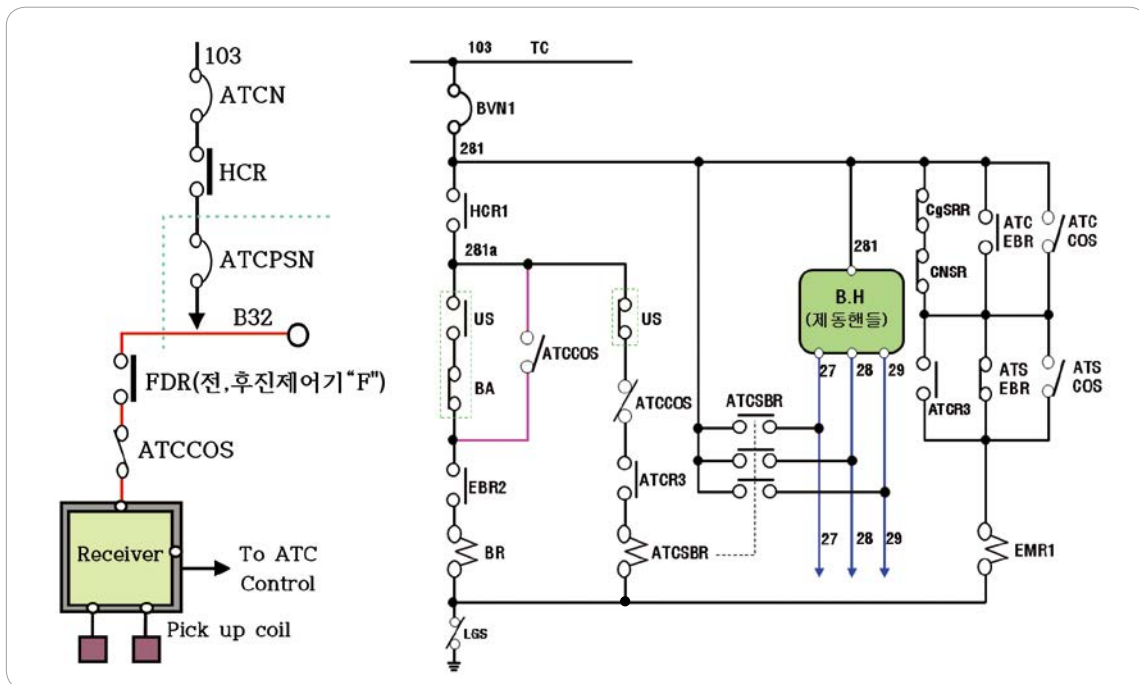 103
ATCN
HCR
ATCPSN
B32
FDR(전,후진제어기"F")
ATCCOS
Receiver
To ATC
Control
Pick up coil
103 TC
BVN1
281
HCR1
281a
US
BA
ATCCOS
EBR2
BR
LGS
US
ATCCOS
ATCR3
ATCSBR
ATCSBR
281
B.H
(제동핸들)
27 28 29
27 28 29
CgSRR
CNSR
ATC
EBR
ATC
COS
ATCR3
ATS
EBR
ATS
COS
EMR1